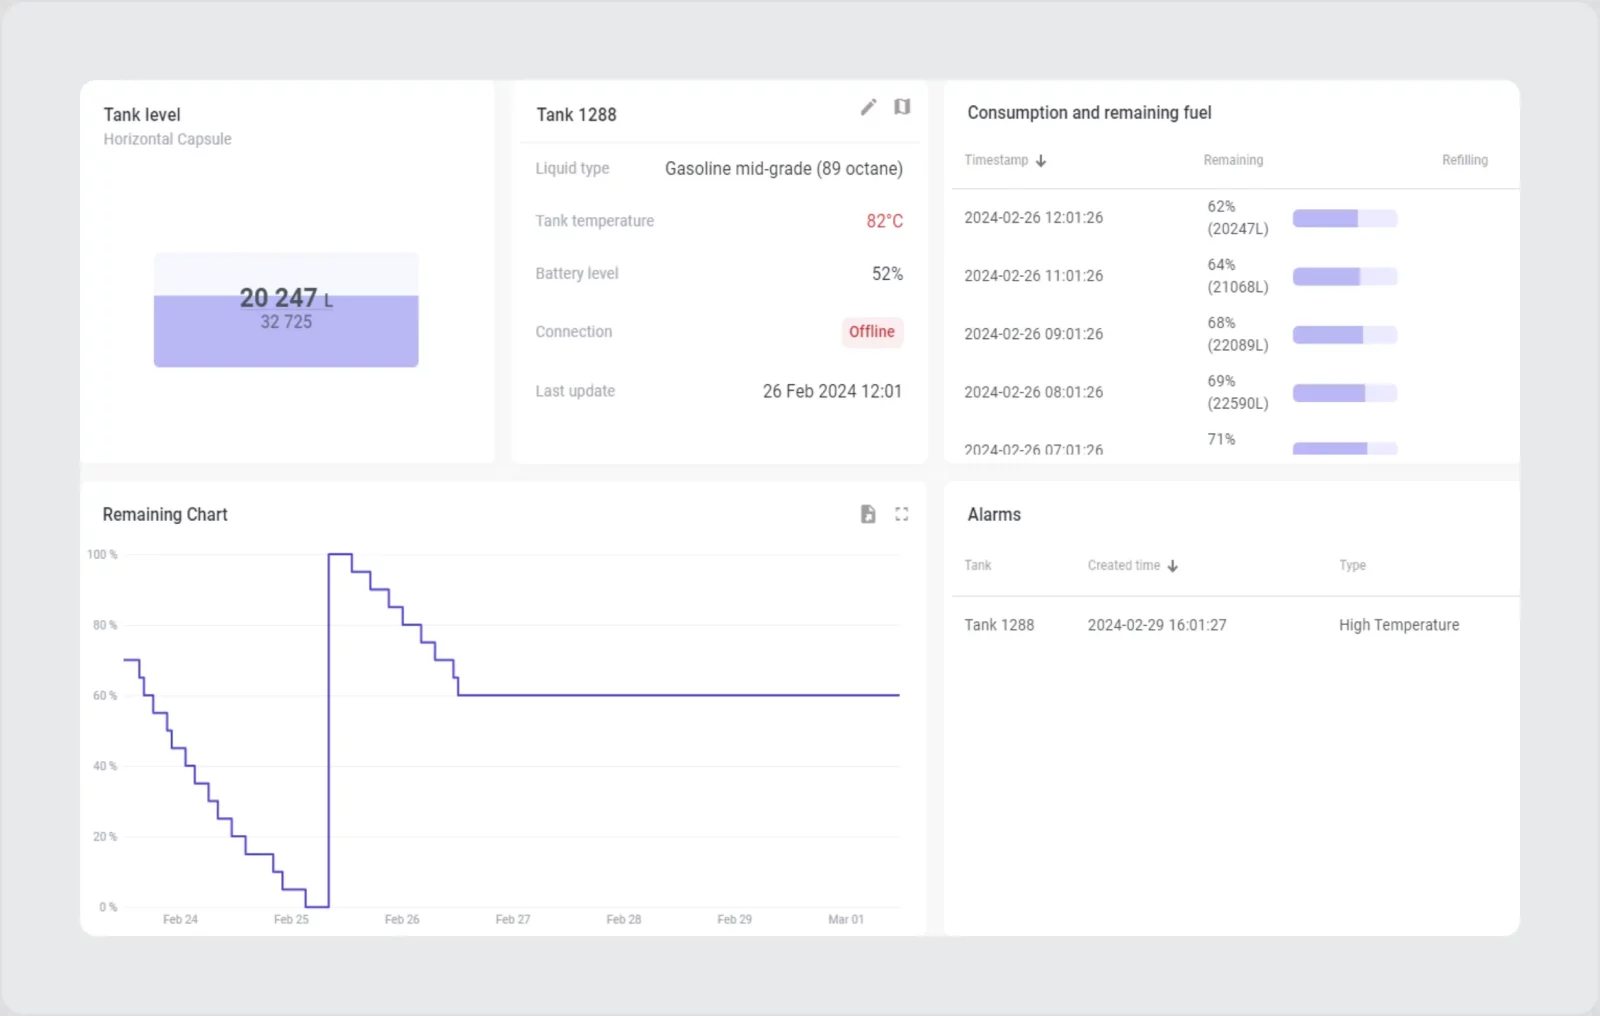 Tank level
Horizontal Capsule
20 247 L
32 725
Tank 1288
Liquid type Gasoline mid-grade (89 octane)
Tank temperature 82°C
Battery level 52%
Connection Offline
Last update 26 Feb 2024 12:01
Consumption and remaining fuel
Timestamp Remaining Refilling
2024-02-26 12:01:26 62%
(20247L)
2024-02-26 11:01:26 64%
(21068L)
2024-02-26 09:01:26 68%
(22089L)
2024-02-26 08:01:26 69%
(22590L)
2024-02-26 07:01:26 71%
Remaining Chart
100 %
80 %
60 %
40 %
20 %
0 %
Feb 24 Feb 25 Feb 26 Feb 27 Feb 28 Feb 29 Mar 01
Alarms
Tank Created time Type
Tank 1288 2024-02-29 16:01:27 High Temperature